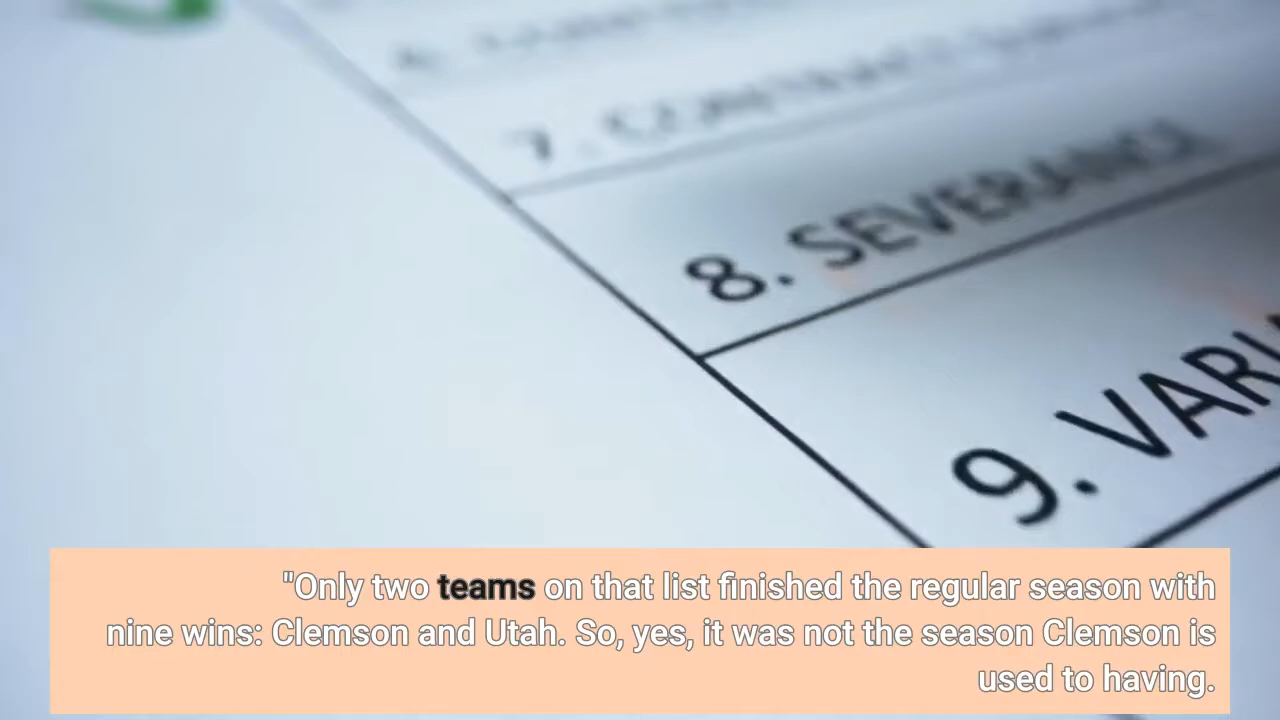 8. SEVERANCE
9. VARI
"Only two teams on that list finished the regular season with
nine wins: Clemson and Utah. So, yes, it was not the season Clemson is
used to having.